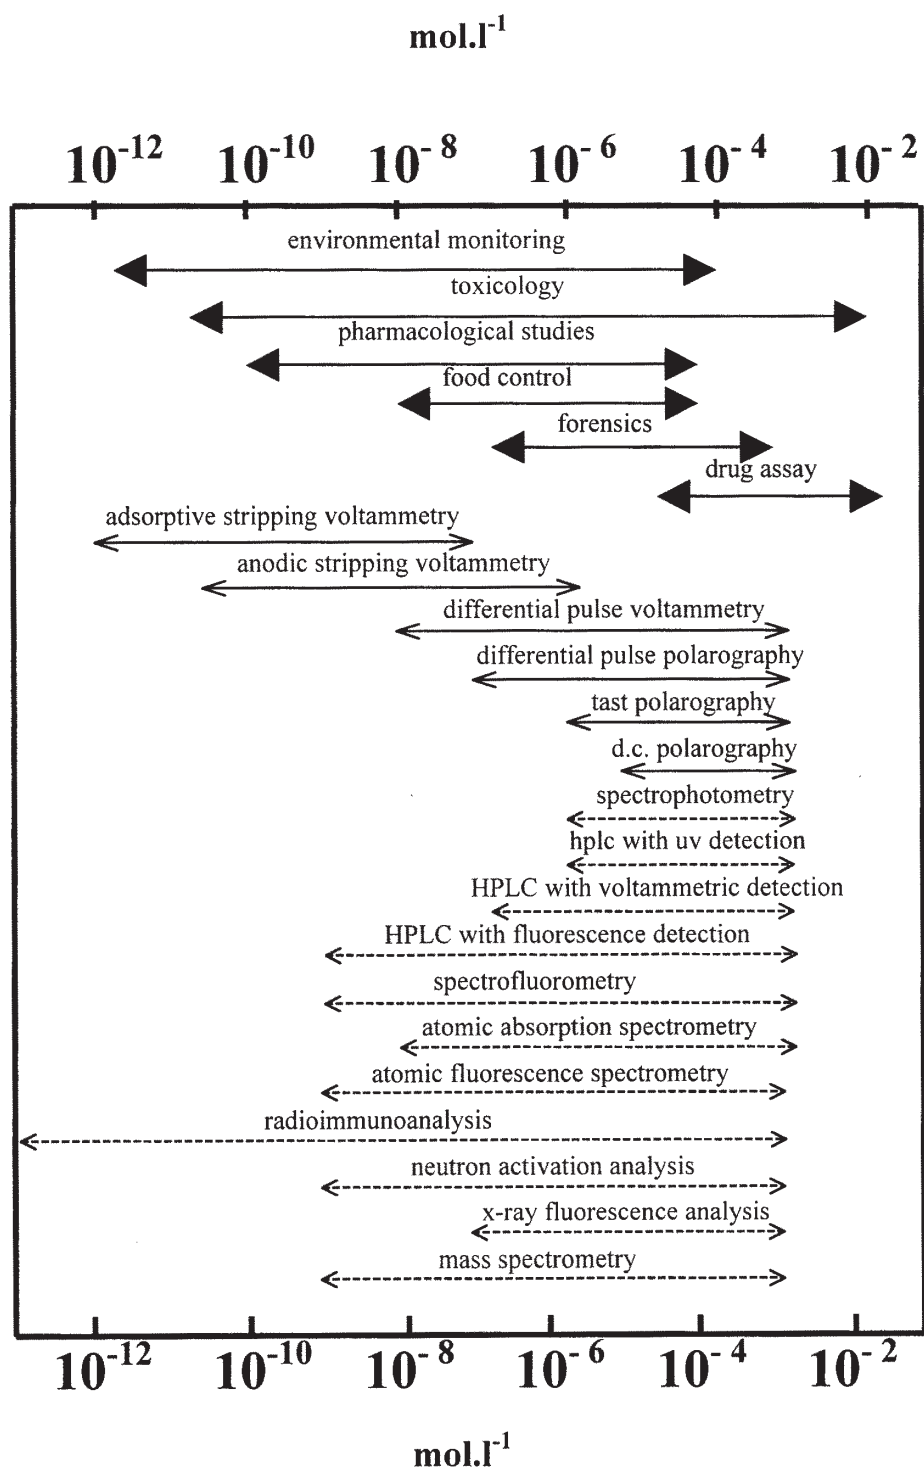 mol.l-1
10-12 10-10 10- 8 10- 6 10- 4 10- 2
environmental monitoring
toxicology
pharmacological studies
food control
forensics
drug assay
adsorptive stripping voltammetry
anodic stripping voltammetry
differential pulse voltammetry
differential pulse polarography
tast polarography
d.c. polarography
spectrophotometry
hplc with uv detection
HPLC with voltammetric detection
HPLC with fluorescence detection
spectrofluorometry
atomic absorption spectrometry
atomic fluorescence spectrometry
radioimmunoanalysis
neutron activation analysis
x-ray fluorescence analysis
mass spectrometry
10-12 10-10 10- 8 10- 6 10- 4 10- 2
mol.l-1